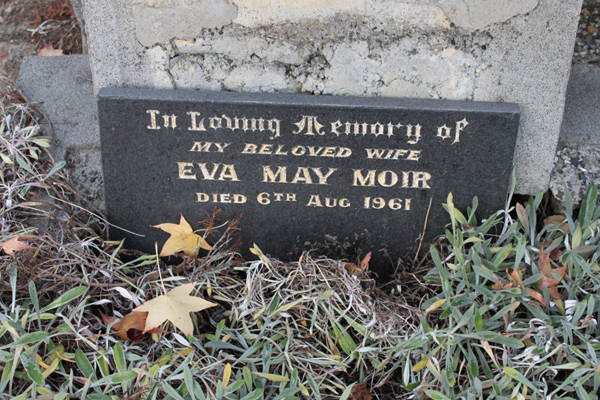 In Loving Memory of
MY BELOVED WIFE
EVA MAY MOIR
DIED 6TH AUG 1961